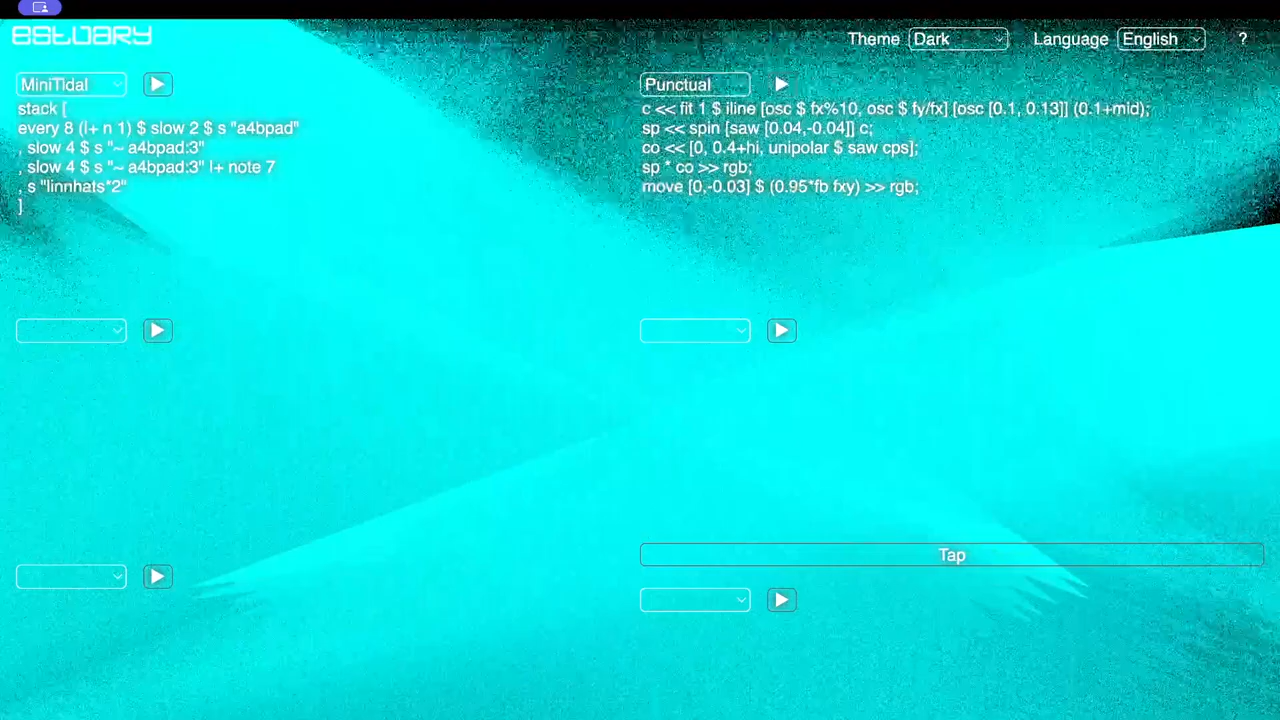 estuary
Theme Dark Language English ?
MiniTidal
stack [
every 8 (|+ n 1) $ slow 2 $ s "a4bpad"
, slow 4 $ s "~ a4bpad:3"
, slow 4 $ s "~ a4bpad:3" |+ note 7
, s "linnhats*2"
]
Punctual
c << fit 1 $ iline [osc $ fx%10, osc $ fy/fx] [osc [0.1, 0.13]] (0.1+mid);
sp << spin [saw [0.04,-0.04]] c;
co << [0, 0.4+hi, unipolar $ saw cps];
sp * co >> rgb;
move [0,-0.03] $ (0.95*fb fxy) >> rgb;
Tap